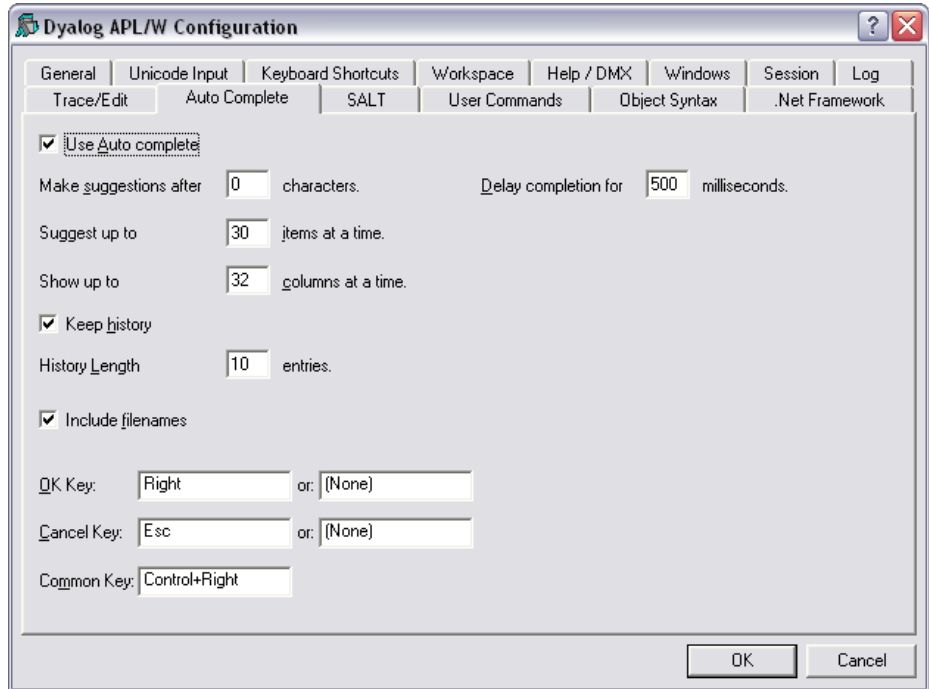 Dyalog APL/W Configuration
General Unicode Input Keyboard Shortcuts Workspace Help / DMX Windows Session Log
Trace/Edit Auto Complete SALT User Commands Object Syntax .Net Framework
Use Auto complete
Make suggestions after 0 characters. Delay completion for 500 milliseconds.
Suggest up to 30 items at a time.
Show up to 32 columns at a time.
Keep history
History Length 10 entries.
Include filenames
OK Key: Right or: (None)
Cancel Key: Esc or: (None)
Common Key: Control+Right
OK Cancel